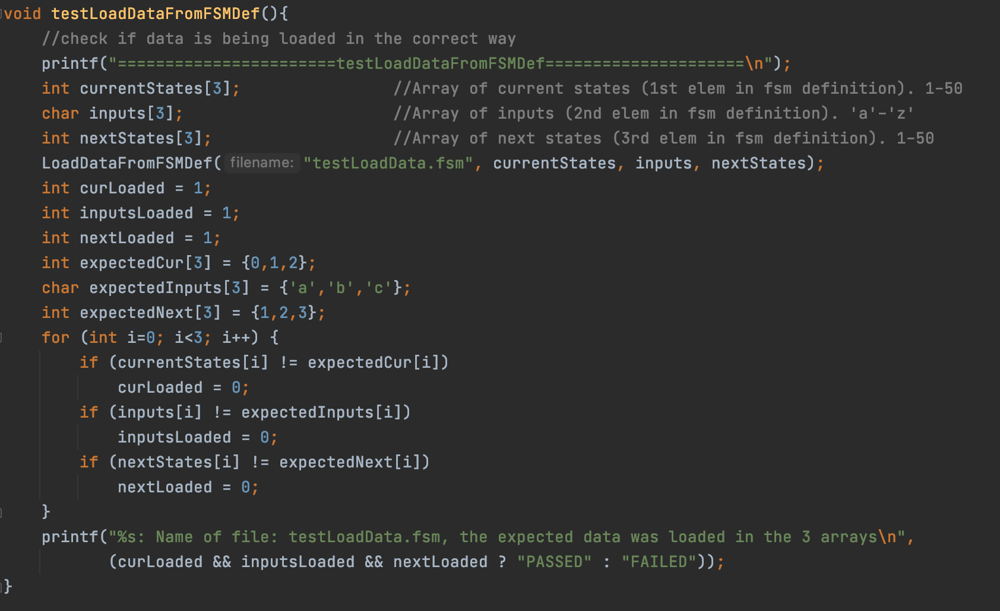 void testLoadDataFromFSMDef(){
    //check if data is being loaded in the correct way
    printf("=======================testLoadDataFromFSMDef=====================\n");
    int currentStates[3];                //Array of current states (1st elem in fsm definition). 1-50
    char inputs[3];                      //Array of inputs (2nd elem in fsm definition). 'a'-'z'
    int nextStates[3];                   //Array of next states (3rd elem in fsm definition). 1-50
    LoadDataFromFSMDef( filename: "testLoadData.fsm", currentStates, inputs, nextStates);
    int curLoaded = 1;
    int inputsLoaded = 1;
    int nextLoaded = 1;
    int expectedCur[3] = {0,1,2};
    char expectedInputs[3] = {'a','b','c'};
    int expectedNext[3] = {1,2,3};
    for (int i=0; i<3; i++) {
        if (currentStates[i] != expectedCur[i])
            curLoaded = 0;
        if (inputs[i] != expectedInputs[i])
            inputsLoaded = 0;
        if (nextStates[i] != expectedNext[i])
            nextLoaded = 0;
    }
    printf("%s: Name of file: testLoadData.fsm, the expected data was loaded in the 3 arrays\n",
           (curLoaded && inputsLoaded && nextLoaded ? "PASSED" : "FAILED"));
}